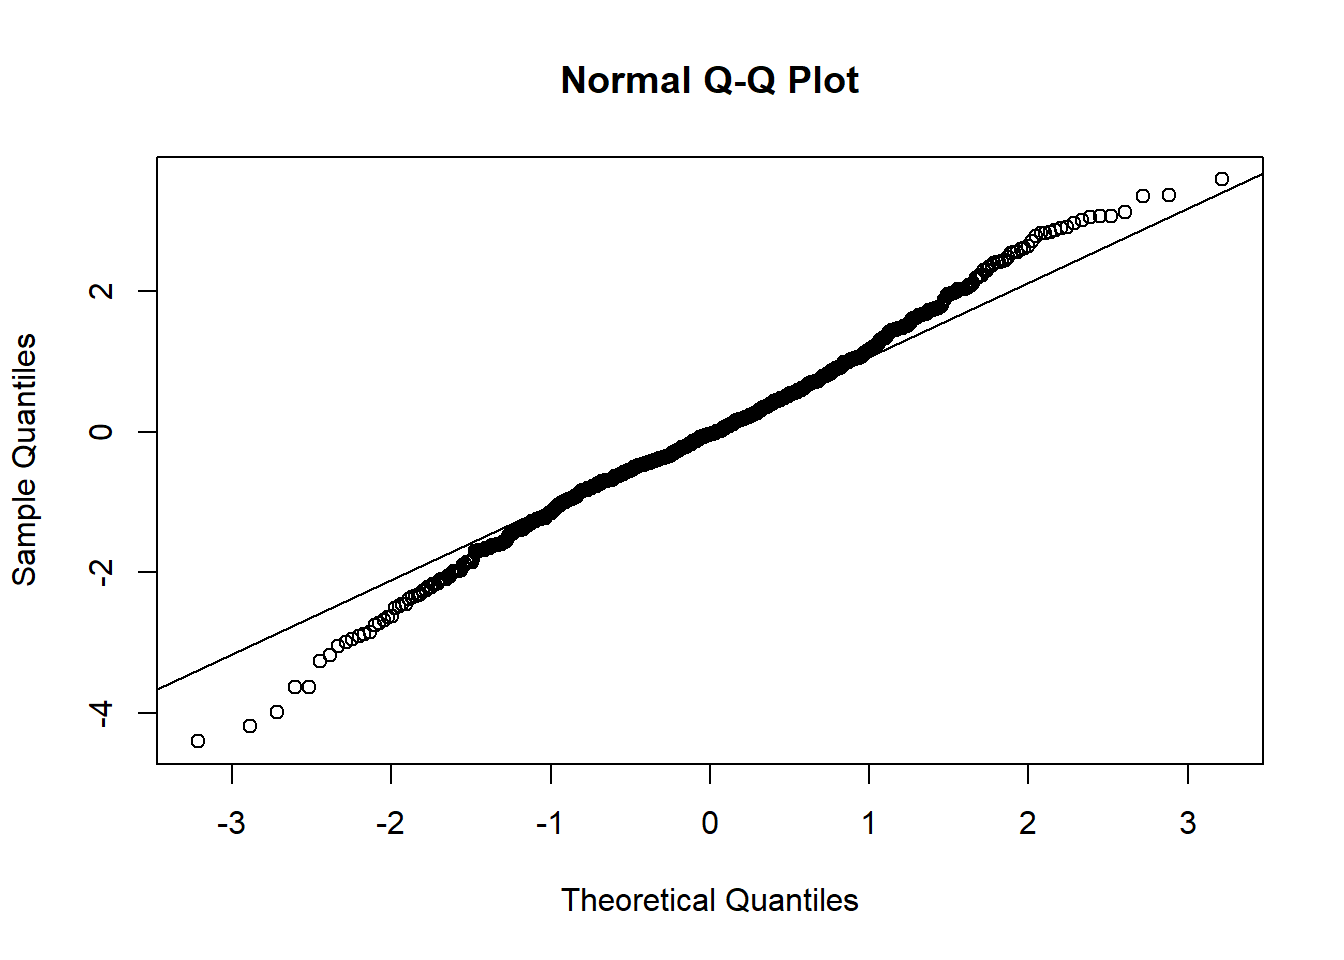 Normal Q-Q Plot
Sample Quantiles
2
0
-2
-4
-3 -2 -1 0 1 2 3
Theoretical Quantiles